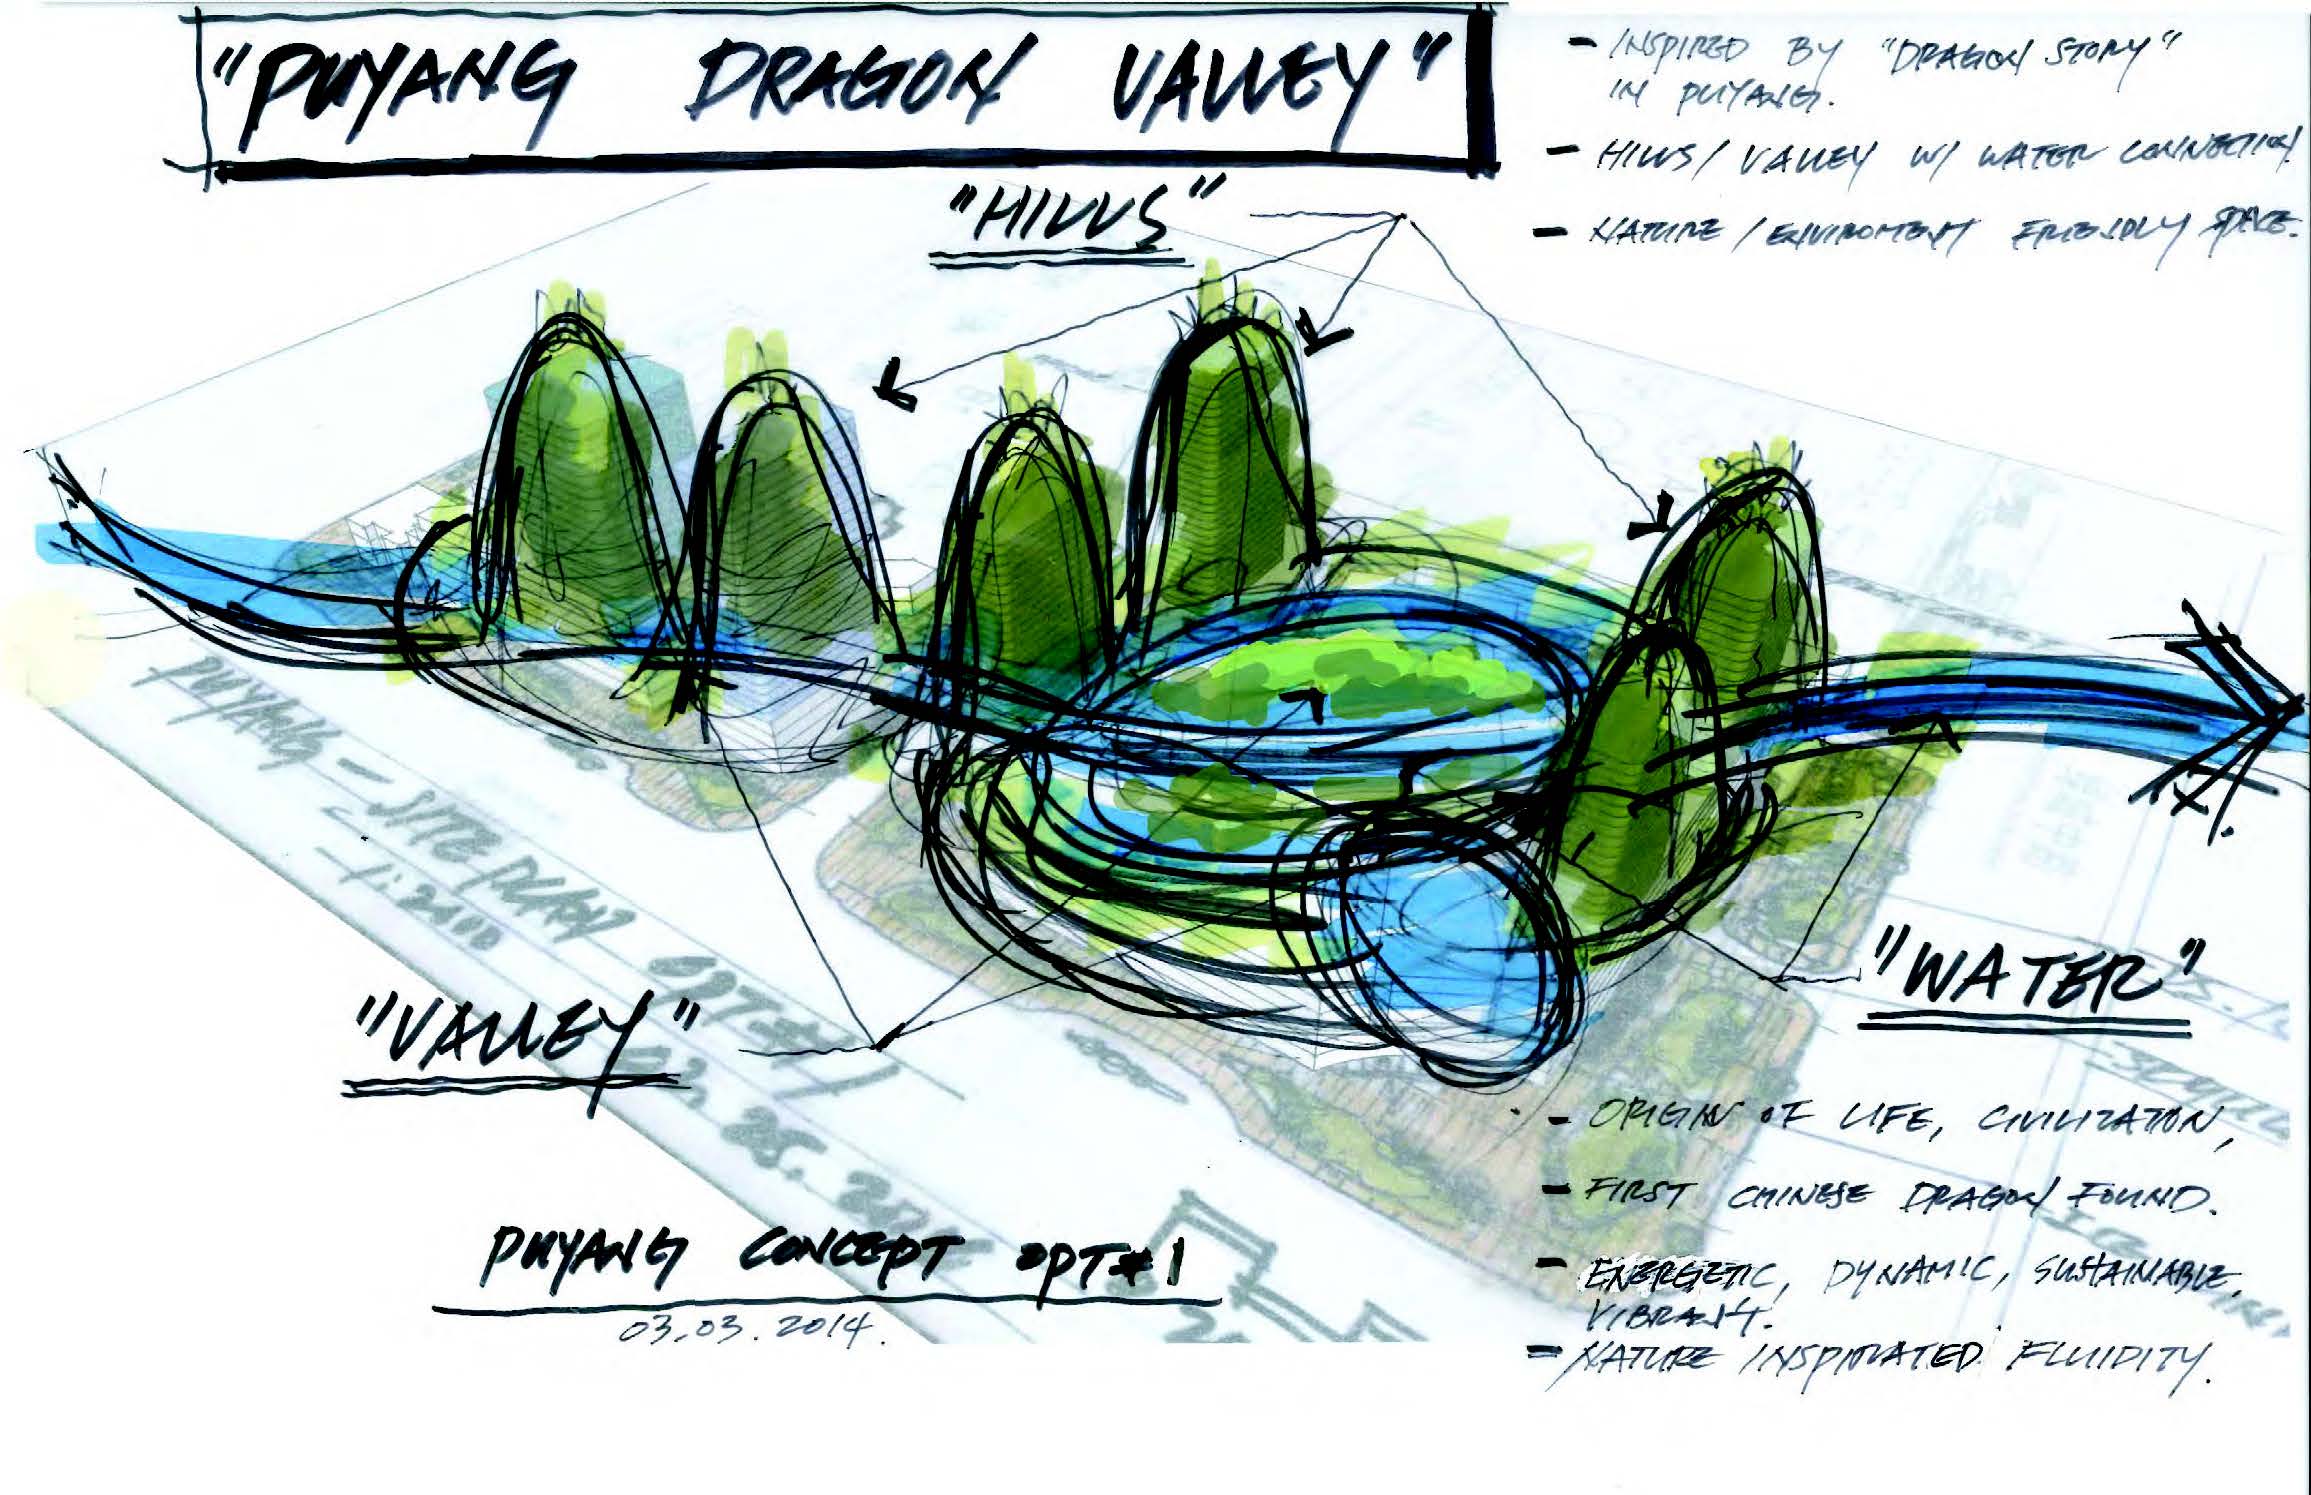 "PUYANG DRAGON VALLEY"
- INSPIRED BY "DRAGON STORY"
IN PUYANG.
- HILLS / VALLEY W/ WATER CONNECTION.
- NATURE / ENVIROMENT FRIENDLY SPACE.
"HILLS"
PUYANG - SITE PLAN OPT#1
1:2000
"VALLEY"
"WATER"
- ORIGIN OF LIFE, CIVILIZATION,
- FIRST CHINESE DRAGON FOUND.
- ENERGETIC, DYNAMIC, SUSTAINABLE,
VIBRANT.
- NATURE INSPIRATED FLUIDITY.
PUYANG CONCEPT OPT#1
03.03.2014.